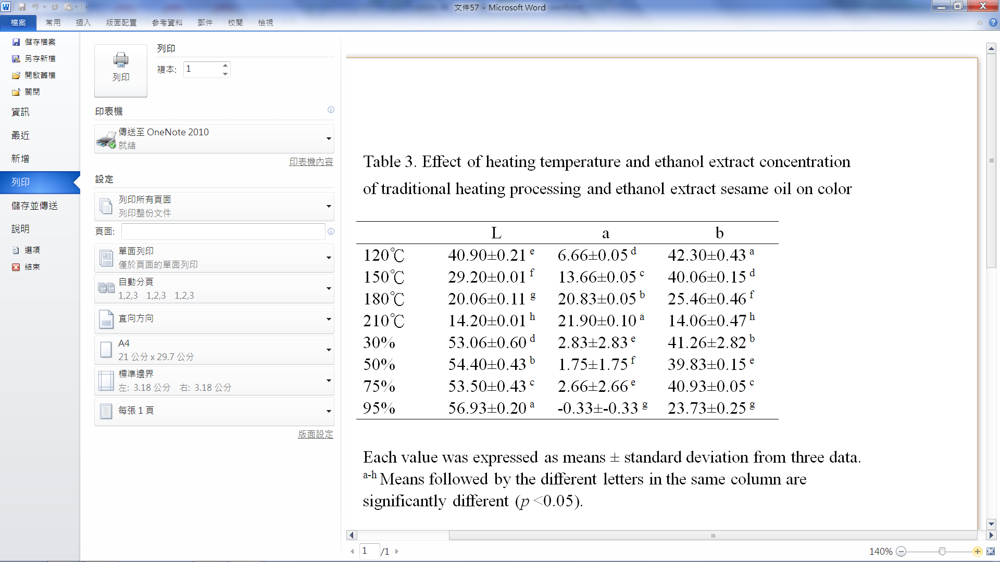 文件57 - Microsoft Word
檔案 常用 插入 版面配置 參考資料 郵件 校閱 檢視
儲存檔案
另存新檔
開啟舊檔
關閉
資訊
最近
新增
列印
儲存並傳送
說明
選項
結束
列印
列印
複本: 1
印表機
傳送至 OneNote 2010
就緒
印表機內容
設定
列印所有頁面
列印整份文件
頁面:
單面列印
僅於頁面的單面列印
自動分頁
1,2,3 1,2,3 1,2,3
直向方向
A4
21 公分 x 29.7 公分
標準邊界
左: 3.18 公分 右: 3.18 公分
每張 1 頁
版面設定
Table 3. Effect of heating temperature and ethanol extract concentration
of traditional heating processing and ethanol extract sesame oil on color
L a b
120℃ 40.90±0.21 e 6.66±0.05 d 42.30±0.43 a
150℃ 29.20±0.01 f 13.66±0.05 c 40.06±0.15 d
180℃ 20.06±0.11 g 20.83±0.05 b 25.46±0.46 f
210℃ 14.20±0.01 h 21.90±0.10 a 14.06±0.47 h
30% 53.06±0.60 d 2.83±2.83 e 41.26±2.82 b
50% 54.40±0.43 b 1.75±1.75 f 39.83±0.15 e
75% 53.50±0.43 c 2.66±2.66 e 40.93±0.05 c
95% 56.93±0.20 a -0.33±-0.33 g 23.73±0.25 g
Each value was expressed as means ± standard deviation from three data.
a-h Means followed by the different letters in the same column are
significantly different (p <0.05).
1 /1
140%